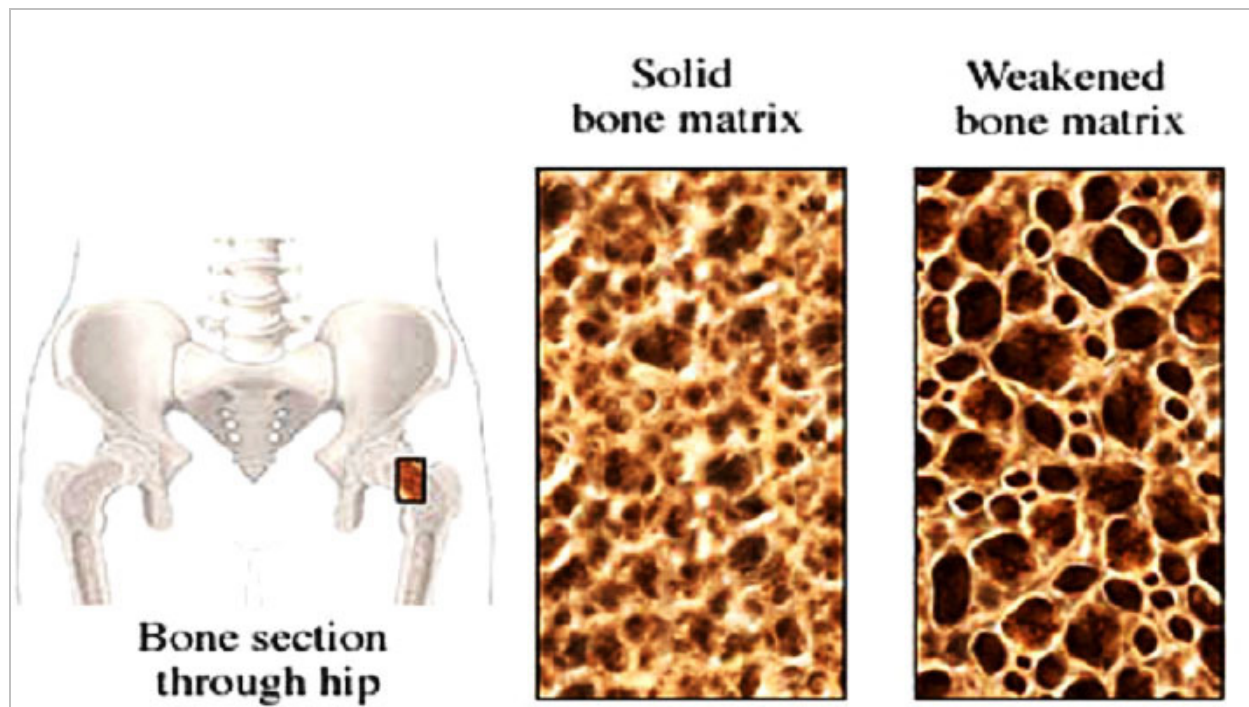 Solid
bone matrix
Weakened
bone matrix
Bone section
through hip